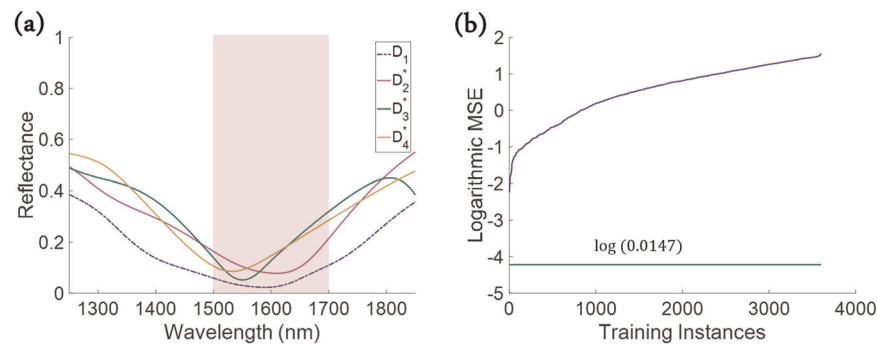 (a)
1
0.8
0.6
0.4
0.2
0
Reflectance
1300 1400 1500 1600 1700 1800
Wavelength (nm)
D1
D2*
D3*
D4*
(b)
2
1
0
-1
-2
-3
-4
-5
Logarithmic MSE
log (0.0147)
0 1000 2000 3000 4000
Training Instances